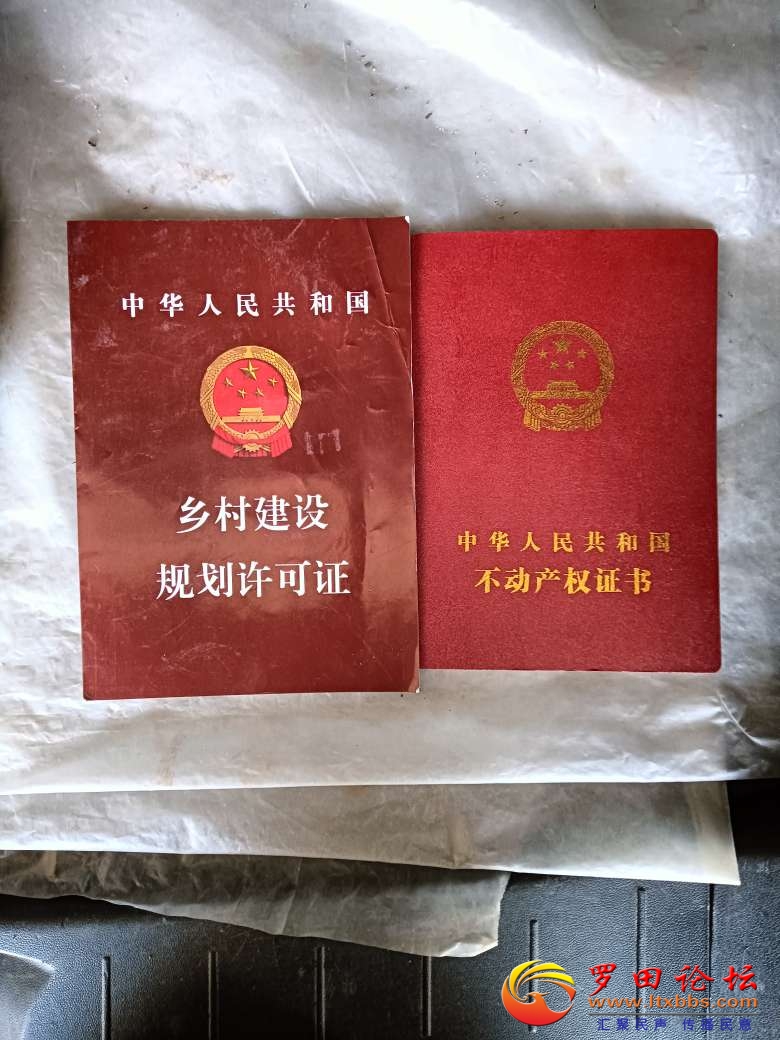 中华人民共和国
乡村建设
规划许可证
中华人民共和国
不动产权证书
罗田论坛
www.ltxbbs.com
汇聚民声 传播民意